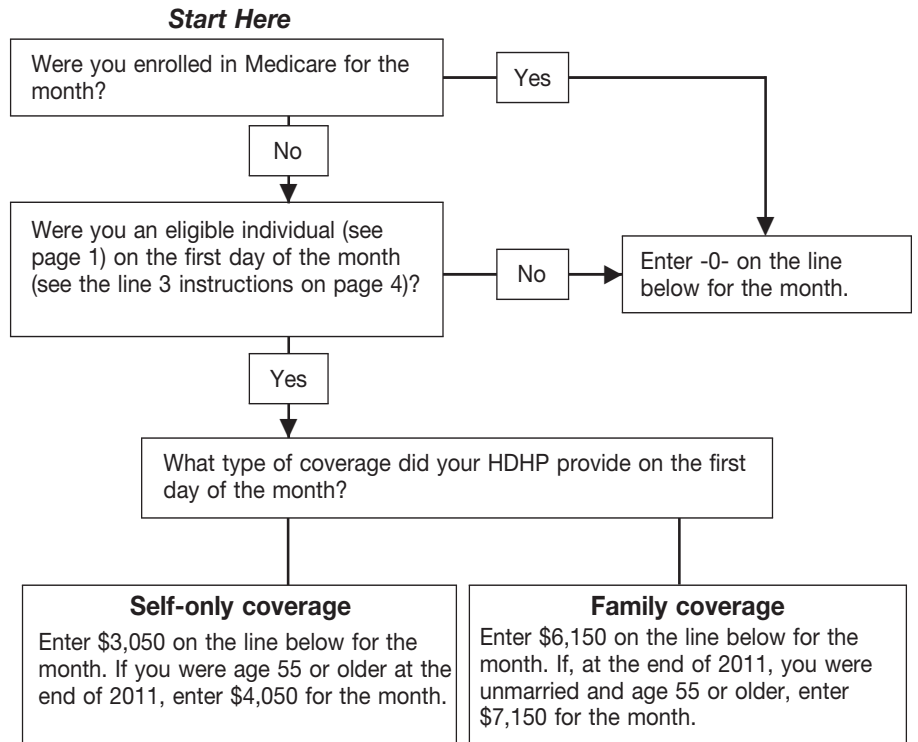 Start Here
Were you enrolled in Medicare for the
month?
Yes
No
Were you an eligible individual (see
page 1) on the first day of the month
(see the line 3 instructions on page 4)?
No
Enter -0- on the line
below for the month.
Yes
What type of coverage did your HDHP provide on the first
day of the month?
Self-only coverage
Enter $3,050 on the line below for the
month. If you were age 55 or older at the
end of 2011, enter $4,050 for the month.
Family coverage
Enter $6,150 on the line below for the
month. If, at the end of 2011, you were
unmarried and age 55 or older, enter
$7,150 for the month.